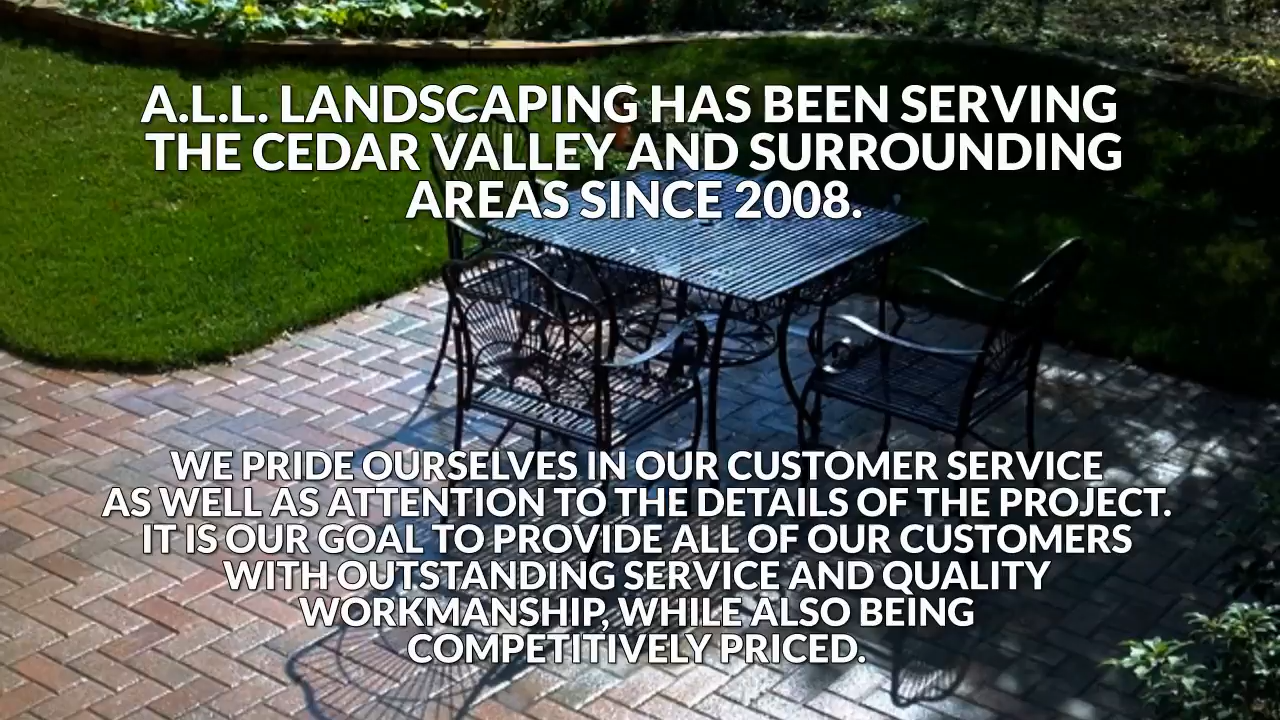 A.L.L. LANDSCAPING HAS BEEN SERVING
THE CEDAR VALLEY AND SURROUNDING
AREAS SINCE 2008.
WE PRIDE OURSELVES IN OUR CUSTOMER SERVICE
AS WELL AS ATTENTION TO THE DETAILS OF THE PROJECT.
IT IS OUR GOAL TO PROVIDE ALL OF OUR CUSTOMERS
WITH OUTSTANDING SERVICE AND QUALITY
WORKMANSHIP, WHILE ALSO BEING
COMPETITIVELY PRICED.